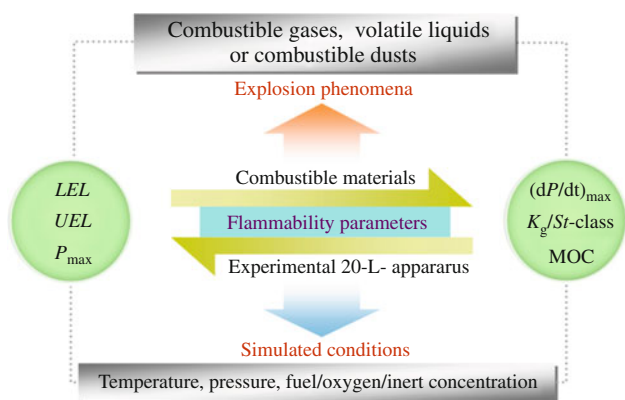 Combustible gases, volatile liquids
or combustible dusts
Explosion phenomena
LEL
UEL
Pmax
Combustible materials
Flammability parameters
Experimental 20-L- appararus
(dP/dt)max
Kg/St-class
MOC
Simulated conditions
Temperature, pressure, fuel/oxygen/inert concentration